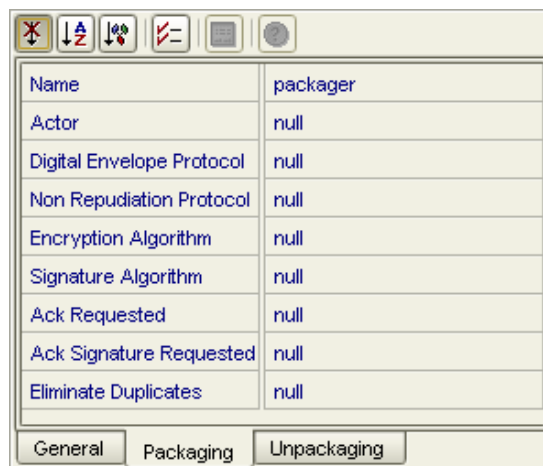 Name packager
Actor null
Digital Envelope Protocol null
Non Repudiation Protocol null
Encryption Algorithm null
Signature Algorithm null
Ack Requested null
Ack Signature Requested null
Eliminate Duplicates null
General Packaging Unpackaging